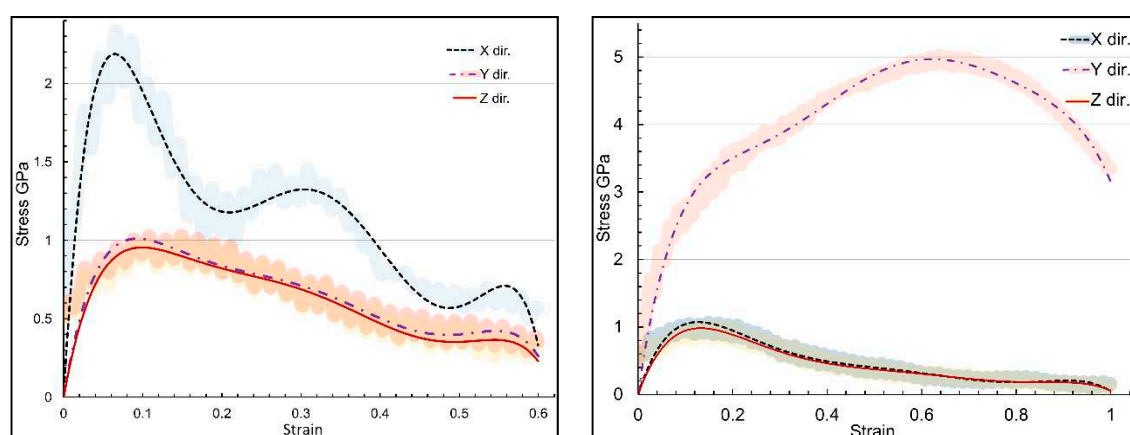 X dir.
Y dir.
Z dir.
2
1.5
1
0.5
0
0 0.1 0.2 0.3 0.4 0.5 0.6
Stress GPa
Strain
X dir.
Y dir.
Z dir.
5
4
3
2
1
0
0 0.2 0.4 0.6 0.8 1
Stress GPa
Strain